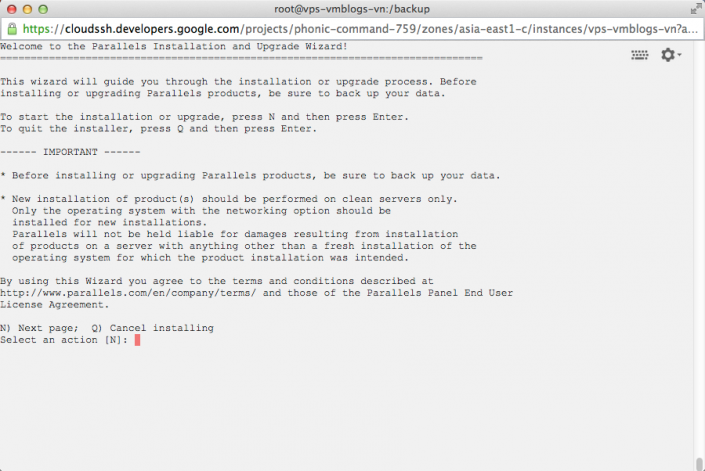 root@vps-vmblogs-vn:/backup
https://cloudssh.developers.google.com/projects/phonic-command-759/zones/asia-east1-c/instances/vps-vmblogs-vn?a...
Welcome to the Parallels Installation and Upgrade Wizard!
===============================================================================
This wizard will guide you through the installation or upgrade process. Before
installing or upgrading Parallels products, be sure to back up your data.
To start the installation or upgrade, press N and then press Enter.
To quit the installer, press Q and then press Enter.
------ IMPORTANT ------
* Before installing or upgrading Parallels products, be sure to back up your data.
* New installation of product(s) should be performed on clean servers only.
Only the operating system with the networking option should be
installed for new installations.
Parallels will not be held liable for damages resulting from installation
of products on a server with anything other than a fresh installation of the
operating system for which the product installation was intended.
By using this Wizard you agree to the terms and conditions described at
http://www.parallels.com/en/company/terms/ and those of the Parallels Panel End User
License Agreement.
N) Next page;  Q) Cancel installing
Select an action [N]: